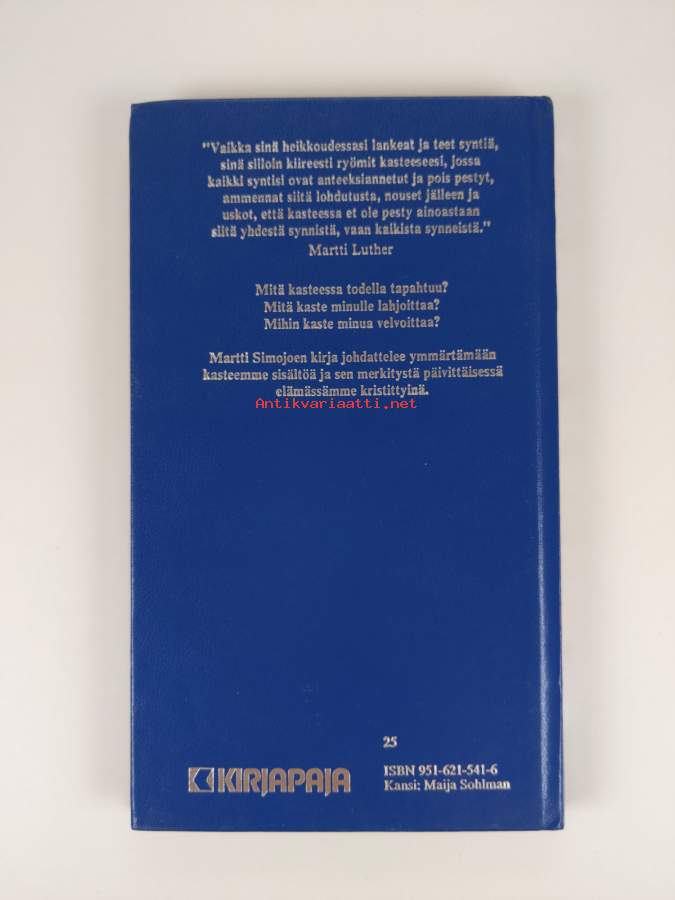 "Vaikka sinä heikkoudessasi lankeat ja teet syntiä,
sinä silloin kiireesti ryömit kasteeseesi, jossa
kaikki syntisi ovat anteeksiannetut ja pois pestyt,
ammennat siitä lohdutusta, nouset jälleen ja
uskot, että kasteessa et ole pesty ainoastaan
siitä yhdestä synnistä, vaan kaikista synneistä."
Martti Luther
Mitä kasteessa todella tapahtuu?
Mitä kaste minulle lahjoittaa?
Mihin kaste minua velvoittaa?
Martti Simojoen kirja johdattelee ymmärtämään
kasteemme sisältöä ja sen merkitystä päivittäisessä
elämässämme kristittyinä.
Antikvariaatti.net
25
KIRJAPAJA
ISBN 951-621-541-6
Kansi: Maija Sohlman